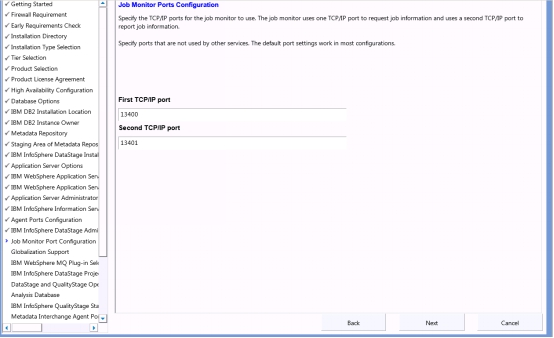 Getting Started
Firewall Requirement
Early Requirements Check
Installation Directory
Installation Type Selection
Tier Selection
Product Selection
Product License Agreement
High Availability Configuration
Database Options
IBM DB2 Installation Location
IBM DB2 Instance Owner
Metadata Repository
Staging Area of Metadata Repos
IBM InfoSphere DataStage Instal
Application Server Options
IBM WebSphere Application Serv
IBM WebSphere Application Serv
Application Server Administrator
IBM InfoSphere Information Serv
Agent Ports Configuration
IBM InfoSphere DataStage Admi
Job Monitor Port Configuration
Globalization Support
IBM WebSphere MQ Plug-in Sele
IBM InfoSphere DataStage Proje
DataStage and QualityStage Ope
Analysis Database
IBM InfoSphere QualityStage Sta
Metadata Interchange Agent Por
Job Monitor Ports Configuration
Specify the TCP/IP ports for the job monitor to use. The job monitor uses one TCP/IP port to request job information and uses a second TCP/IP port to
report job information.
Specify ports that are not used by other services. The default port settings work in most configurations.
First TCP/IP port
13400
Second TCP/IP port
13401
Back
Next
Cancel